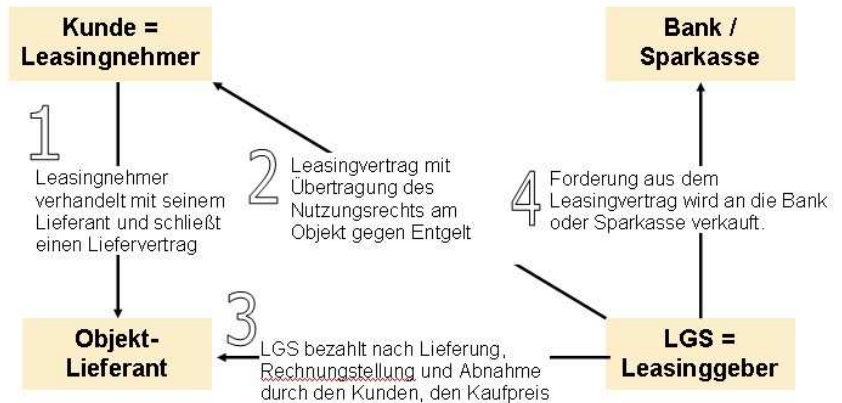 Kunde =
Leasingnehmer
Bank /
Sparkasse
1
Leasingnehmer
verhandelt mit seinem
Lieferant und schließt
einen Liefervertrag
2
Leasingvertrag mit
Übertragung des
Nutzungsrechts am
Objekt gegen Entgelt
4
Forderung aus dem
Leasingvertrag wird an die Bank
oder Sparkasse verkauft.
Objekt-
Lieferant
3
LGS bezahlt nach Lieferung,
Rechnungstellung und Abnahme
durch den Kunden, den Kaufpreis
LGS =
Leasinggeber